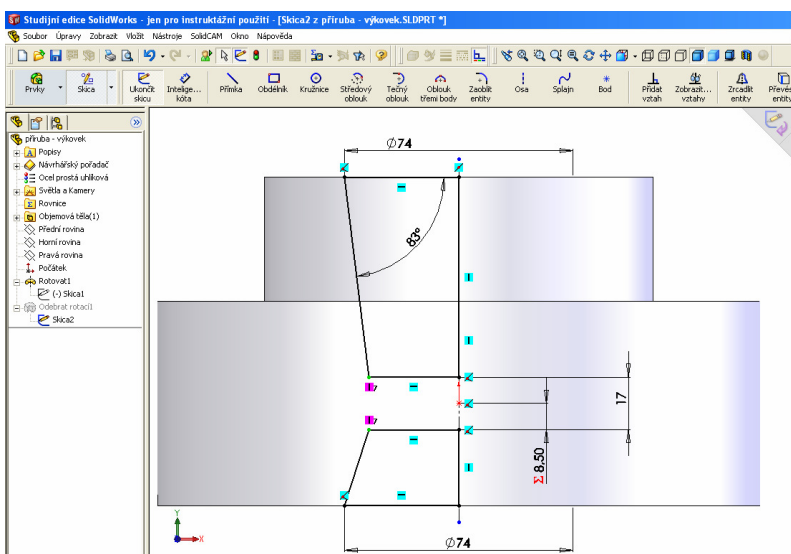 Studijní edice SolidWorks - jen pro instruktážní použití - [Skica2 z příruba - výkovek.SLDPRT *]
Soubor Úpravy Zobrazit Vložit Nástroje SolidCAM Okno Nápověda
Prvky Skica Ukončit skicu Intelige... kóta Přímka Obdélník Kružnice Středový oblouk Tečný oblouk Oblouk třemi body Zaoblit entity Osa Splajn Bod Přidat vztah Zobrazit... vztahy Zrcadlit entity Převés entity
příruba - výkovek
Popisy
Návrhářský pořadač
Ocel prostá uhlíková
Světla a Kamery
Rovnice
Objemová těla(1)
Přední rovina
Horní rovina
Pravá rovina
Počátek
Rotovat1
(-) Skica1
Odebrat rotací1
Skica2
Ø74
83°
17
Σ 8,50
Ø74
Y
X